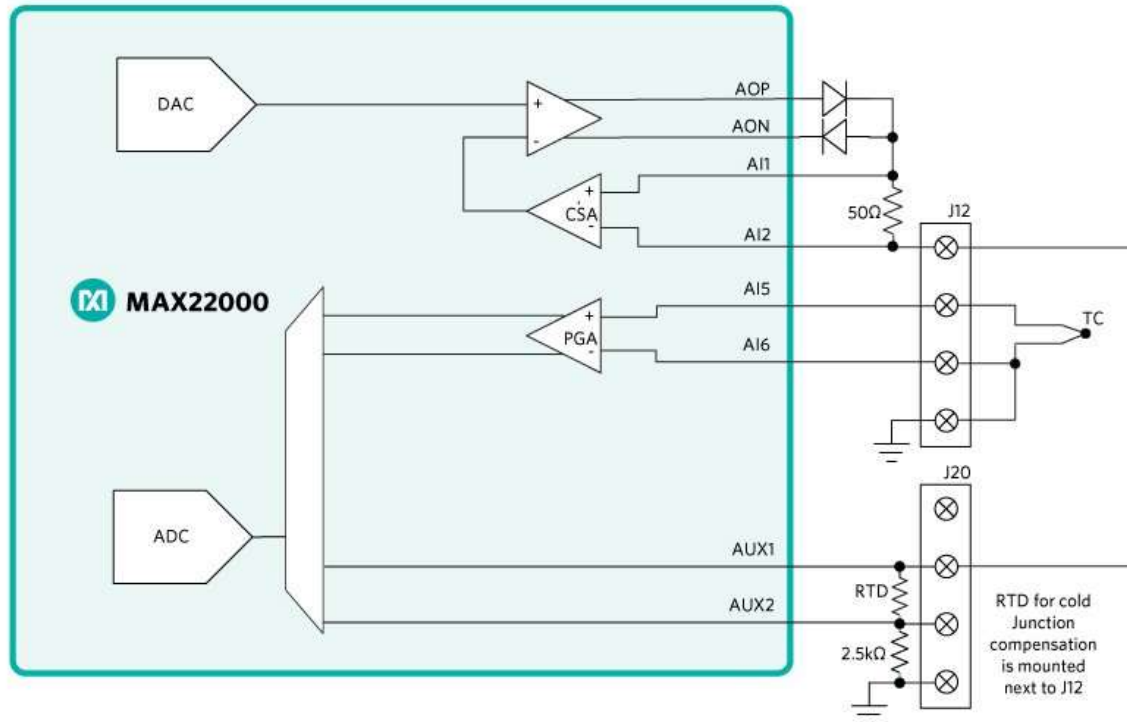 DAC
+
-
AOP
AON
AI1
+
CSA
-
AI2
50Ω
J12
MAX22000
AI5
+
PGA
-
AI6
TC
J20
ADC
AUX1
RTD
AUX2
2.5kΩ
RTD for cold
Junction
compensation
is mounted
next to J12